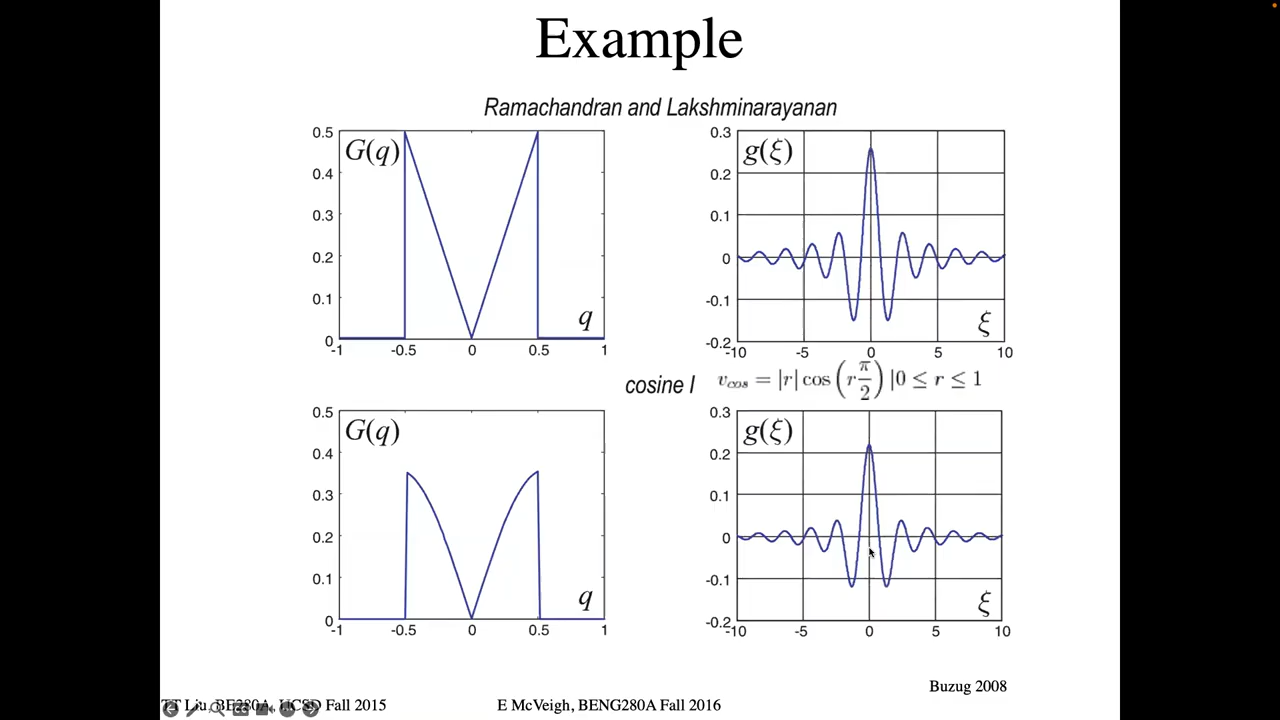 Example
Ramachandran and Lakshminarayanan
0.5
G(q)
0.4
0.3
0.2
0.1
q
0
-1
-0.5
0
0.5
1
0.3
g(ξ)
0.2
0.1
0
-0.1
ξ
-0.2
-10
-5
0
5
10
cosine I
v_cos = |r| cos(r π/2) |0 ≤ r ≤ 1
0.5
G(q)
0.4
0.3
0.2
0.1
q
0
-1
-0.5
0
0.5
1
0.3
g(ξ)
0.2
0.1
0
-0.1
ξ
-0.2
-10
-5
0
5
10
Buzug 2008
TT Liu, BE280A, UCSD Fall 2015
E McVeigh, BENG280A Fall 2016